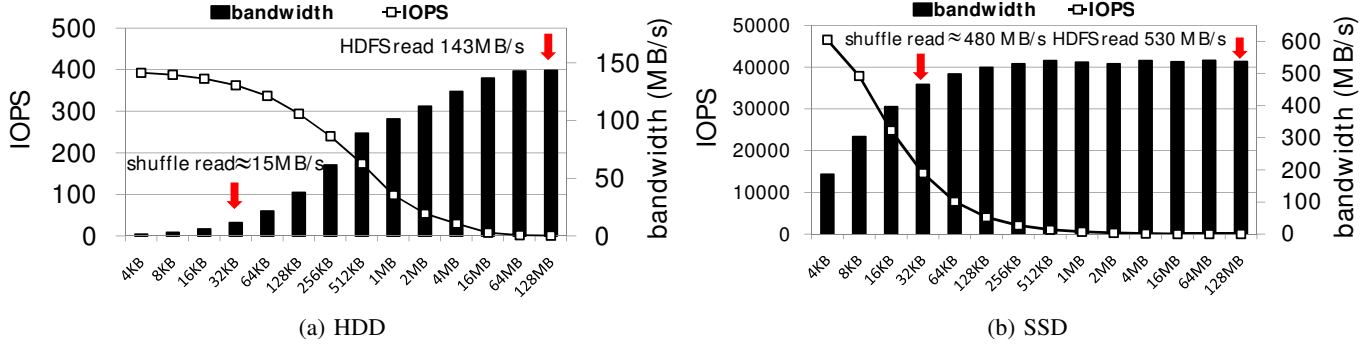 bandwidth IOPS
HDFS read 143MB/s
shuffle read≈15MB/s
IOPS
500
400
300
200
100
0
bandwidth (MB/s)
150
100
50
0
4KB 8KB 16KB 32KB 64KB 128KB 256KB 512KB 1MB 2MB 4MB 16MB 64MB 128MB
(a) HDD
bandwidth IOPS
shuffle read ≈ 480 MB/s HDFS read 530 MB/s
IOPS
50000
40000
30000
20000
10000
0
bandwidth (MB/s)
600
500
400
300
200
100
0
4KB 8KB 16KB 32KB 64KB 128KB 256KB 512KB 1MB 2MB 4MB 16MB 64MB 128MB
(b) SSD